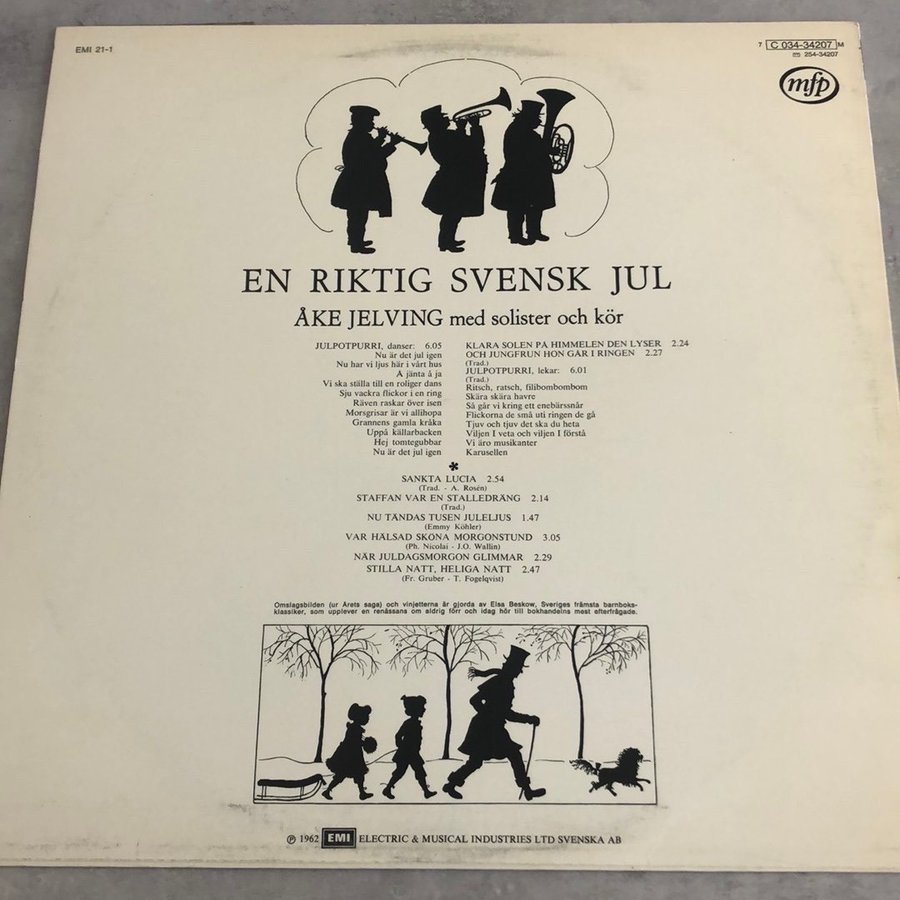 EMI 21-1
7 C 034-34207 M
254-34207
mfp
EN RIKTIG SVENSK JUL
ÅKE JELVING med solister och kör
JULPOTPURRI, danser: 6.05
Nu är det jul igen
Nu har vi ljus här i vårt hus
A jänta å ja
Vi ska ställa till en roliger dans
Sju vackra flickor i en ring
Räven raskar över isen
Morsgrisar är vi allihopa
Grannens gamla kråka
Uppå källarbacken
Hej tomtegubbar
Nu är det jul igen
KLARA SOLEN PÅ HIMMELEN DEN LYSER 2.24
OCH JUNGFRUN HON GÅR I RINGEN 2.27
(Trad.)
JULPOTPURRI, lekar: 6.01
(Trad.)
Ritsch, ratsch, filibombombom
Skära skära havre
Så går vi kring ett enebärssnår
Flickorna de små uti ringen de gå
Tjuv och tjuv det ska du heta
Viljen I veta och viljen I förstå
Vi äro musikanter
Karusellen
*
SANKTA LUCIA 2.54
(Trad. - A. Rosén)
STAFFAN VAR EN STALLEDRÄNG 2.14
(Trad.)
NU TÄNDAS TUSEN JULELJUS 1.47
(Emmy Köhler)
VAR HÄLSAD SKÖNA MORGONSTUND 3.05
(Ph. Nicolai - J.O. Wallin)
NÄR JULDAGSMORGON GLIMMAR 2.29
STILLA NATT, HELIGA NATT 2.47
(Fr. Gruber - T. Fogelqvist)
Omslagsbilden (ur Årets saga) och vinjetterna är gjorda av Elsa Beskow, Sveriges främsta barnboks-
klassiker, som upplever en renässans om aldrig förr och idag hör till bokhandelns mest efterfrågade.
℗ 1962 EMI ELECTRIC & MUSICAL INDUSTRIES LTD SVENSKA AB